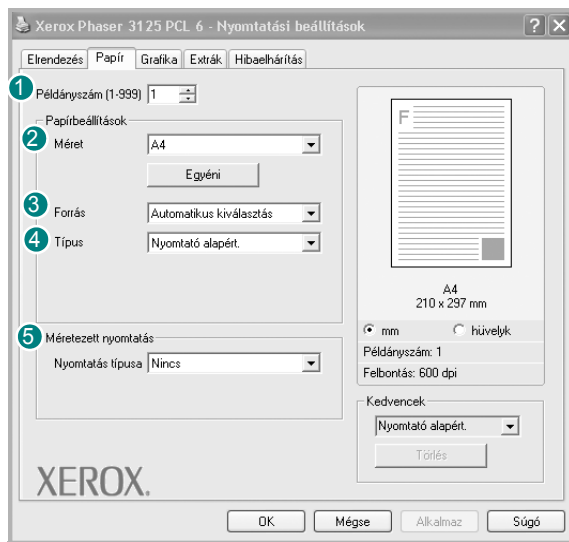 Xerox Phaser 3125 PCL 6 - Nyomtatási beállítások
Elrendezés Papír Grafika Extrák Hibaelhárítás
1 Példányszám (1-999) 1
Papírbeállítások
2 Méret A4
Egyéni
3 Forrás Automatikus kiválasztás
4 Típus Nyomtató alapért.
5 Méretezett nyomtatás
Nyomtatás típusa Nincs
XEROX.
F
A4
210 x 297 mm
mm hüvelyk
Példányszám: 1
Felbontás: 600 dpi
Kedvencek
Nyomtató alapért.
Törlés
OK Mégse Alkalmaz Súgó